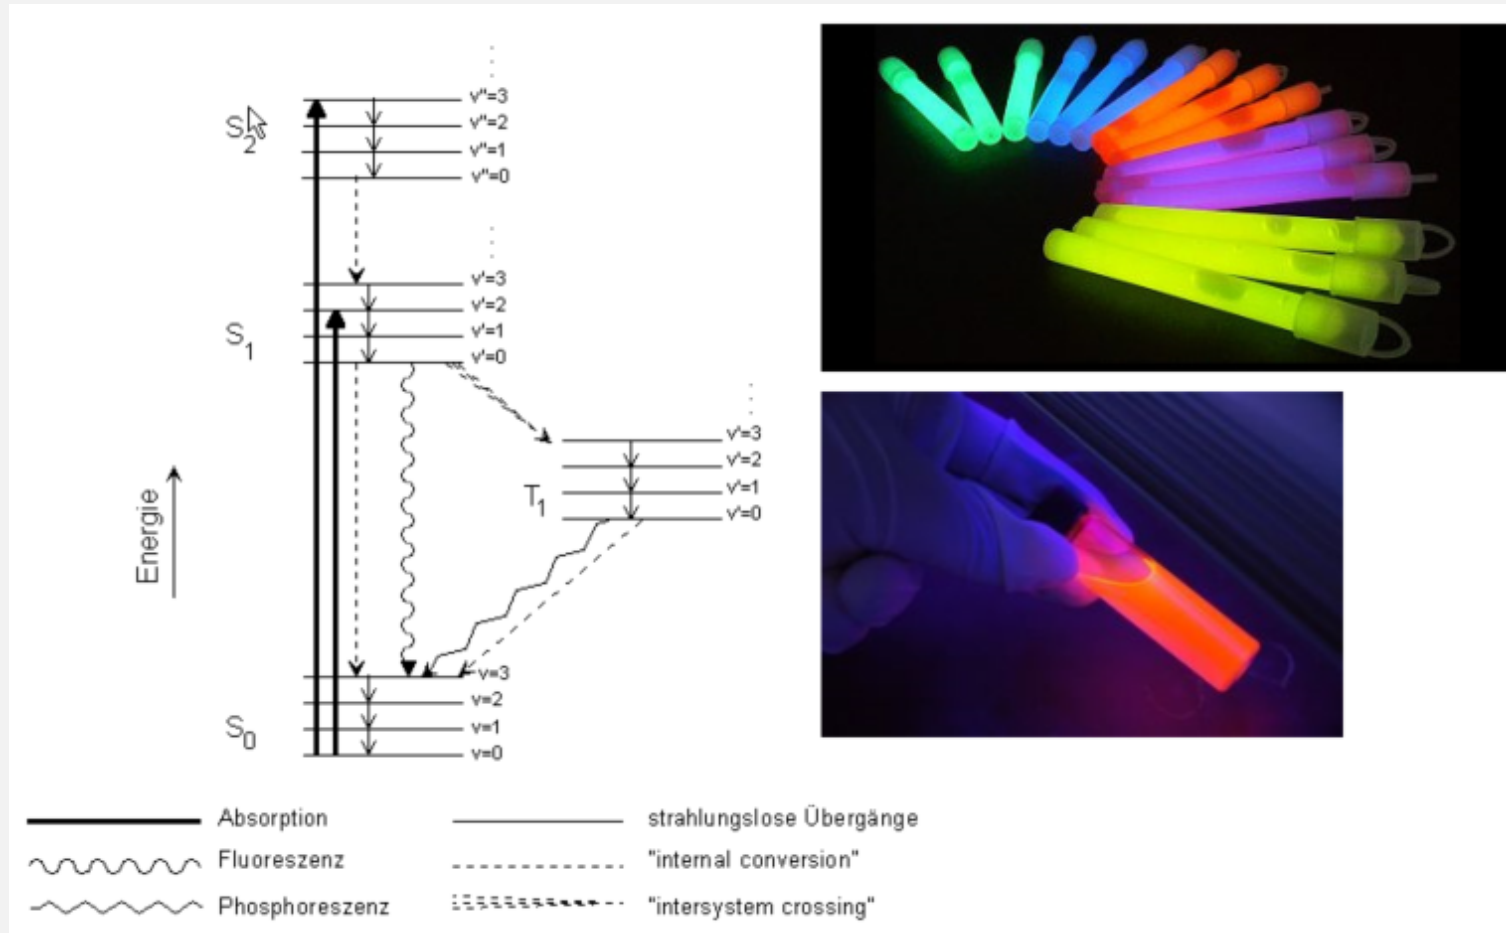 v''=3
S2
v''=2
v''=1
v''=0
v'=3
v'=2
S1
v'=1
v'=0
v'=3
v'=2
T1
v'=1
v'=0
Energie
v=3
v=2
S0
v=1
v=0
Absorption
strahlungslose Übergänge
Fluoreszenz
"internal conversion"
Phosphoreszenz
"intersystem crossing"